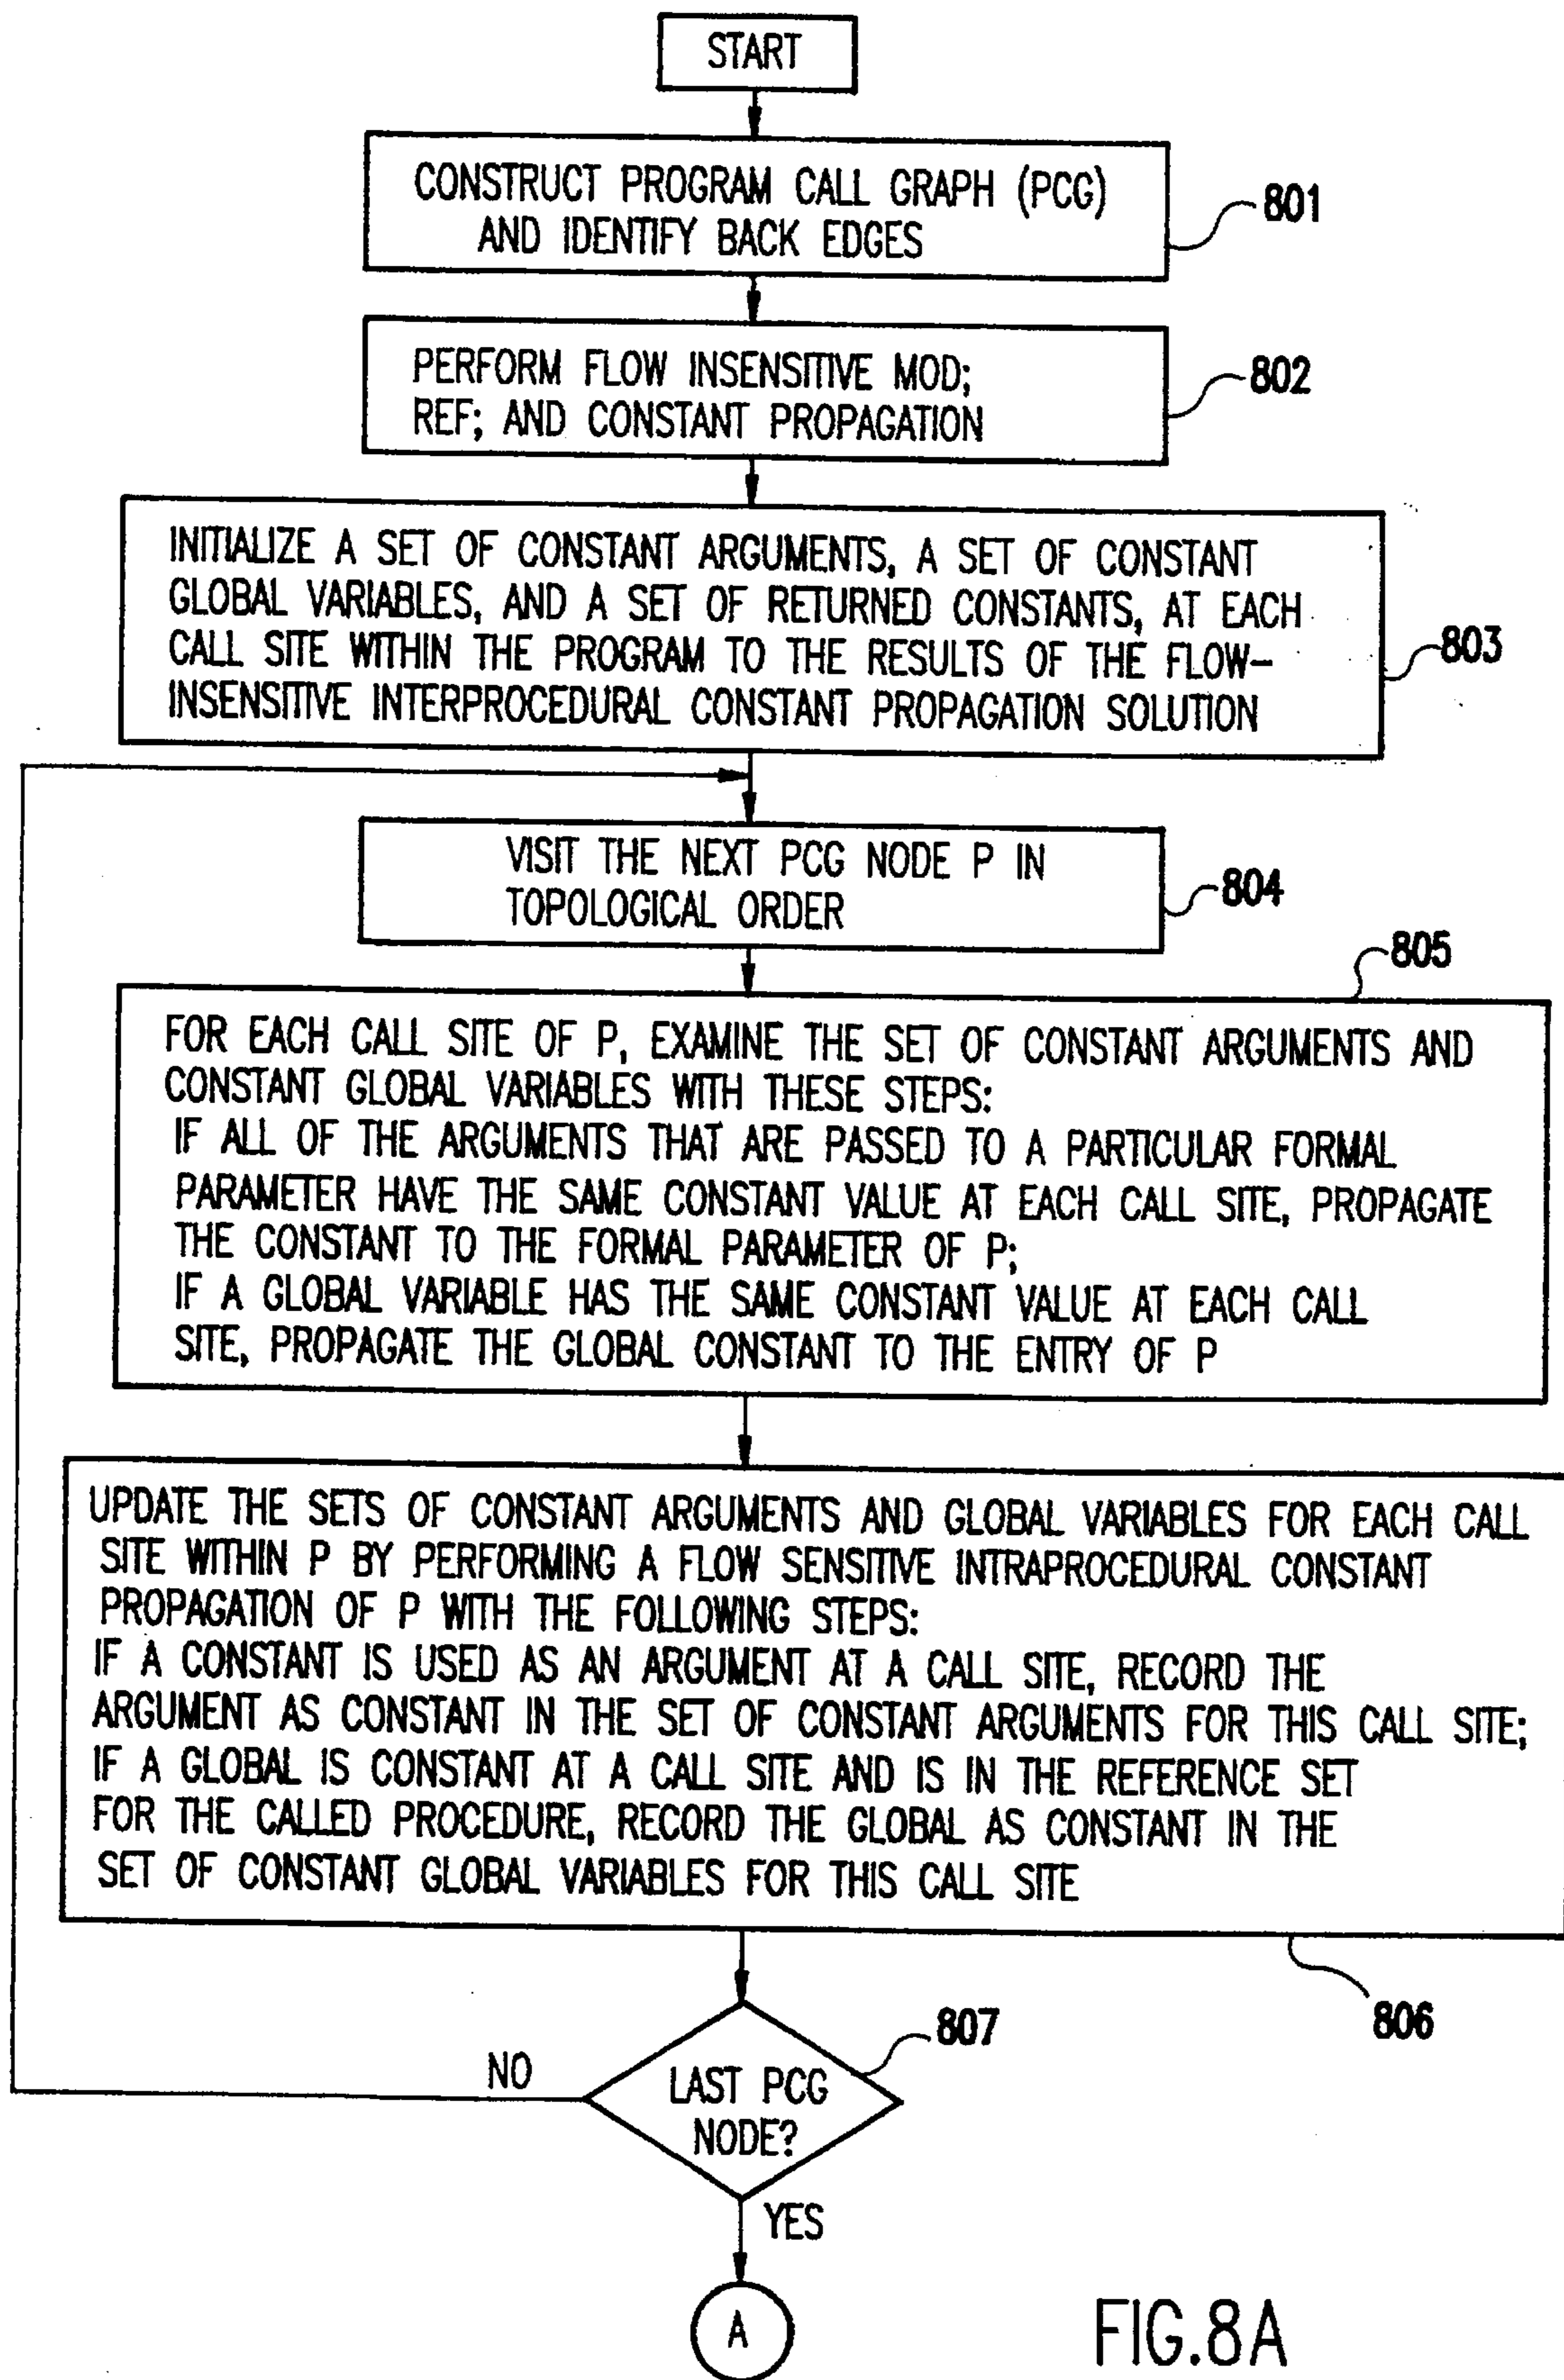 START
CONSTRUCT PROGRAM CALL GRAPH (PCG)
AND IDENTIFY BACK EDGES
801
PERFORM FLOW INSENSITIVE MOD;
REF; AND CONSTANT PROPAGATION
802
INITIALIZE A SET OF CONSTANT ARGUMENTS, A SET OF CONSTANT
GLOBAL VARIABLES, AND A SET OF RETURNED CONSTANTS, AT EACH
CALL SITE WITHIN THE PROGRAM TO THE RESULTS OF THE FLOW-
INSENSITIVE INTERPROCEDURAL CONSTANT PROPAGATION SOLUTION
803
VISIT THE NEXT PCG NODE P IN
TOPOLOGICAL ORDER
804
805
FOR EACH CALL SITE OF P, EXAMINE THE SET OF CONSTANT ARGUMENTS AND
CONSTANT GLOBAL VARIABLES WITH THESE STEPS:
IF ALL OF THE ARGUMENTS THAT ARE PASSED TO A PARTICULAR FORMAL
PARAMETER HAVE THE SAME CONSTANT VALUE AT EACH CALL SITE, PROPAGATE
THE CONSTANT TO THE FORMAL PARAMETER OF P;
IF A GLOBAL VARIABLE HAS THE SAME CONSTANT VALUE AT EACH CALL
SITE, PROPAGATE THE GLOBAL CONSTANT TO THE ENTRY OF P
UPDATE THE SETS OF CONSTANT ARGUMENTS AND GLOBAL VARIABLES FOR EACH CALL
SITE WITHIN P BY PERFORMING A FLOW SENSITIVE INTRAPROCEDURAL CONSTANT
PROPAGATION OF P WITH THE FOLLOWING STEPS:
IF A CONSTANT IS USED AS AN ARGUMENT AT A CALL SITE, RECORD THE
ARGUMENT AS CONSTANT IN THE SET OF CONSTANT ARGUMENTS FOR THIS CALL SITE;
IF A GLOBAL IS CONSTANT AT A CALL SITE AND IS IN THE REFERENCE SET
FOR THE CALLED PROCEDURE, RECORD THE GLOBAL AS CONSTANT IN THE
SET OF CONSTANT GLOBAL VARIABLES FOR THIS CALL SITE
806
807
NO
LAST PCG
NODE?
YES
A
FIG.8A